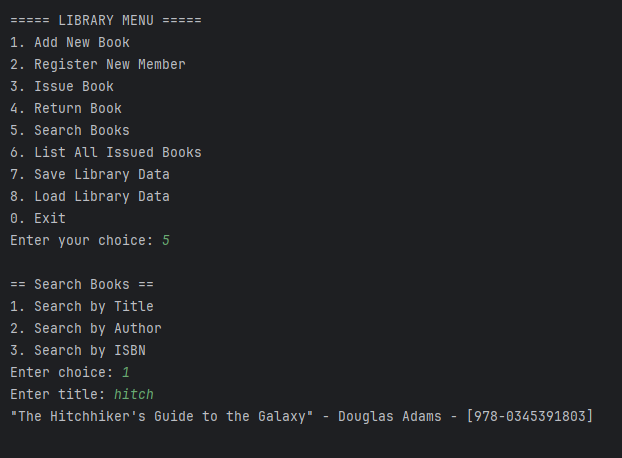 ===== LIBRARY MENU =====
1. Add New Book
2. Register New Member
3. Issue Book
4. Return Book
5. Search Books
6. List All Issued Books
7. Save Library Data
8. Load Library Data
0. Exit
Enter your choice: 5
== Search Books ==
1. Search by Title
2. Search by Author
3. Search by ISBN
Enter choice: 1
Enter title: hitch
"The Hitchhiker's Guide to the Galaxy" - Douglas Adams - [978-0345391803]